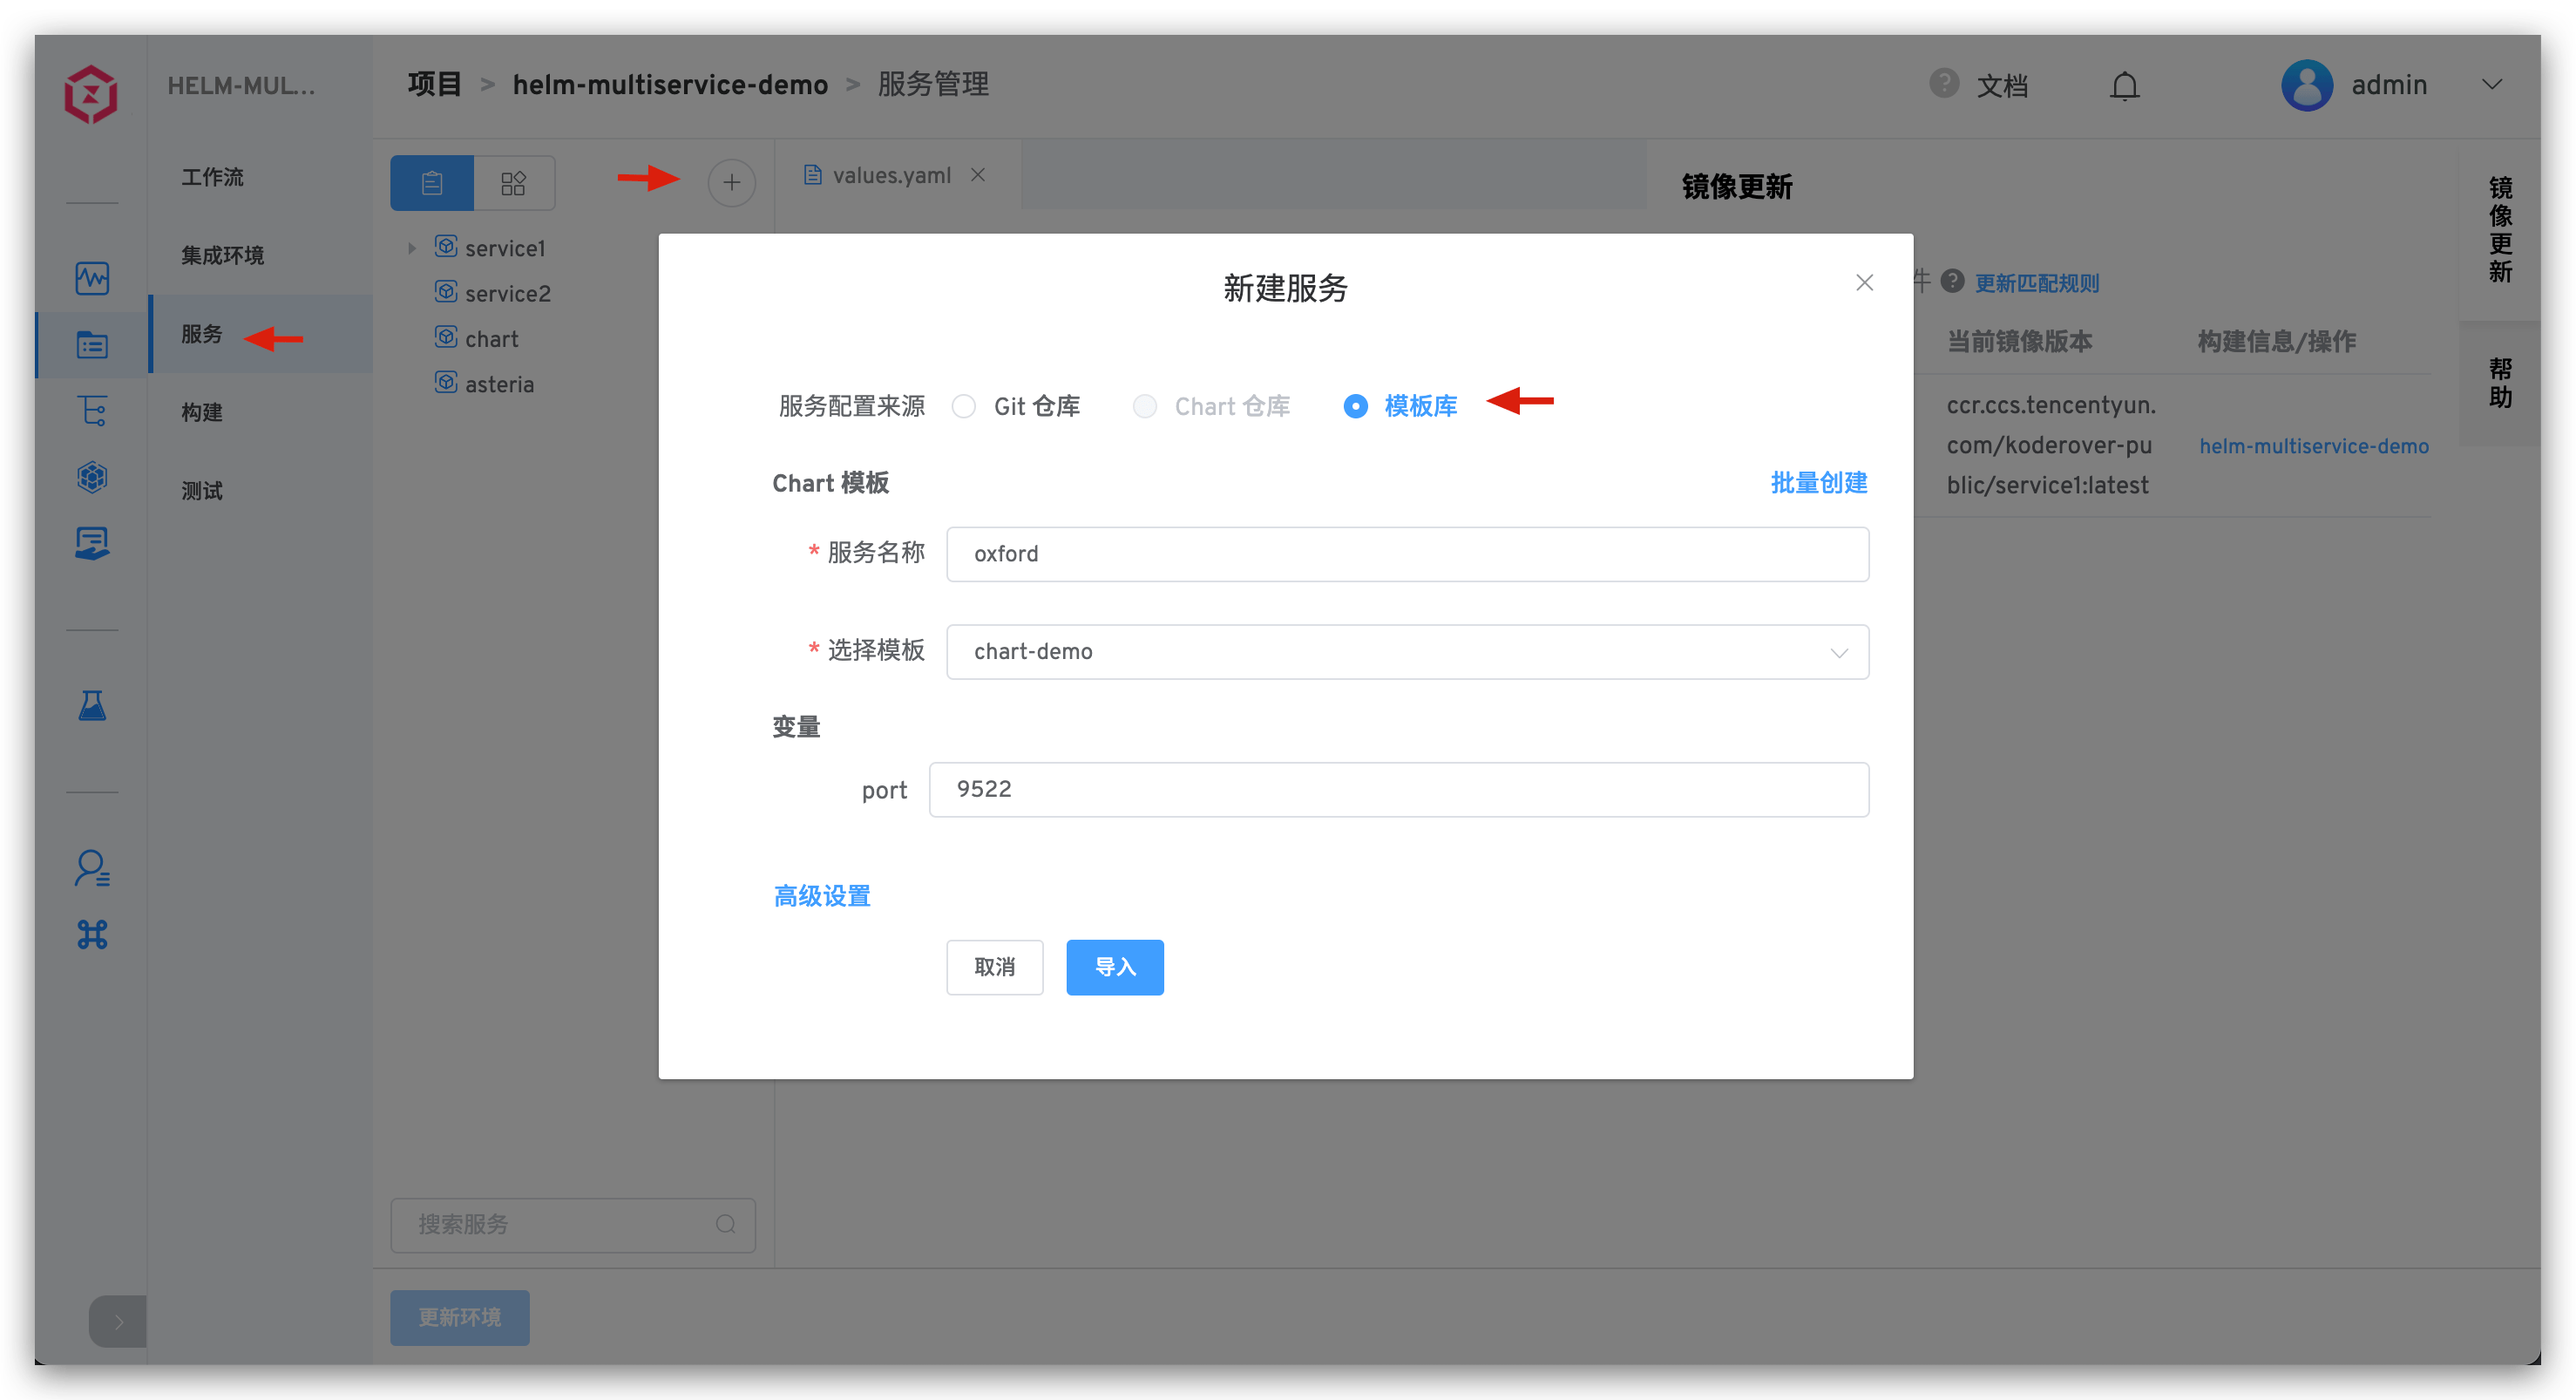 HELM-MUL...
项目 > helm-multiservice-demo > 服务管理
文档
admin
工作流
集成环境
服务
构建
测试
service1
service2
chart
asteria
搜索服务
更新环境
values.yaml
镜像更新
件 更新匹配规则
当前镜像版本 构建信息/操作
ccr.ccs.tencentyun.
com/koderover-pu
blic/service1:latest
helm-multiservice-demo
镜像更新
帮助
新建服务
服务配置来源 Git 仓库 Chart 仓库 模板库
Chart 模板 批量创建
* 服务名称 oxford
* 选择模板 chart-demo
变量
port 9522
高级设置
取消 导入